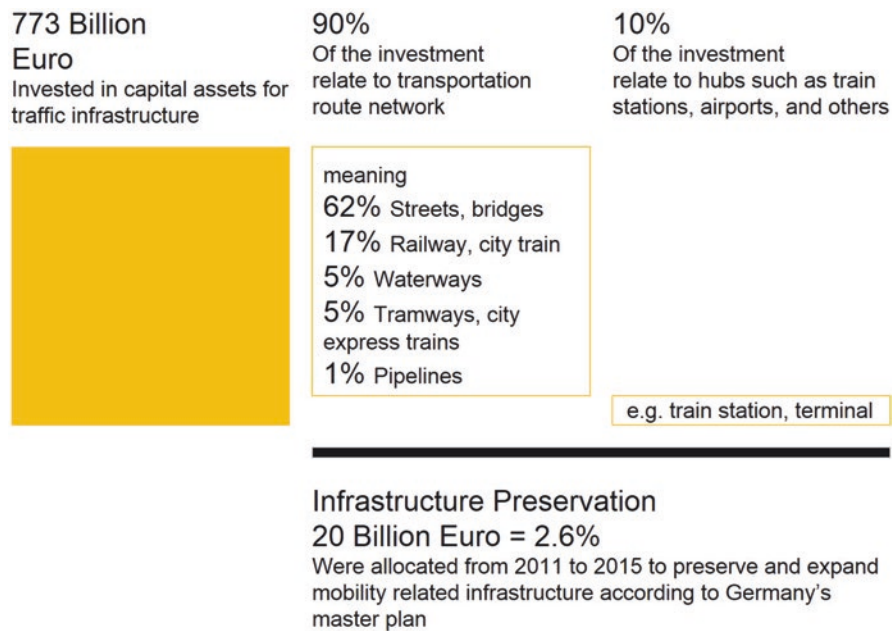 773 Billion
Euro
Invested in capital assets for
traffic infrastructure
90%
Of the investment
relate to transportation
route network
10%
Of the investment
relate to hubs such as train
stations, airports, and others
meaning
62% Streets, bridges
17% Railway, city train
5% Waterways
5% Tramways, city
express trains
1% Pipelines
e.g. train station, terminal
Infrastructure Preservation
20 Billion Euro = 2.6%
Were allocated from 2011 to 2015 to preserve and expand
mobility related infrastructure according to Germany's
master plan